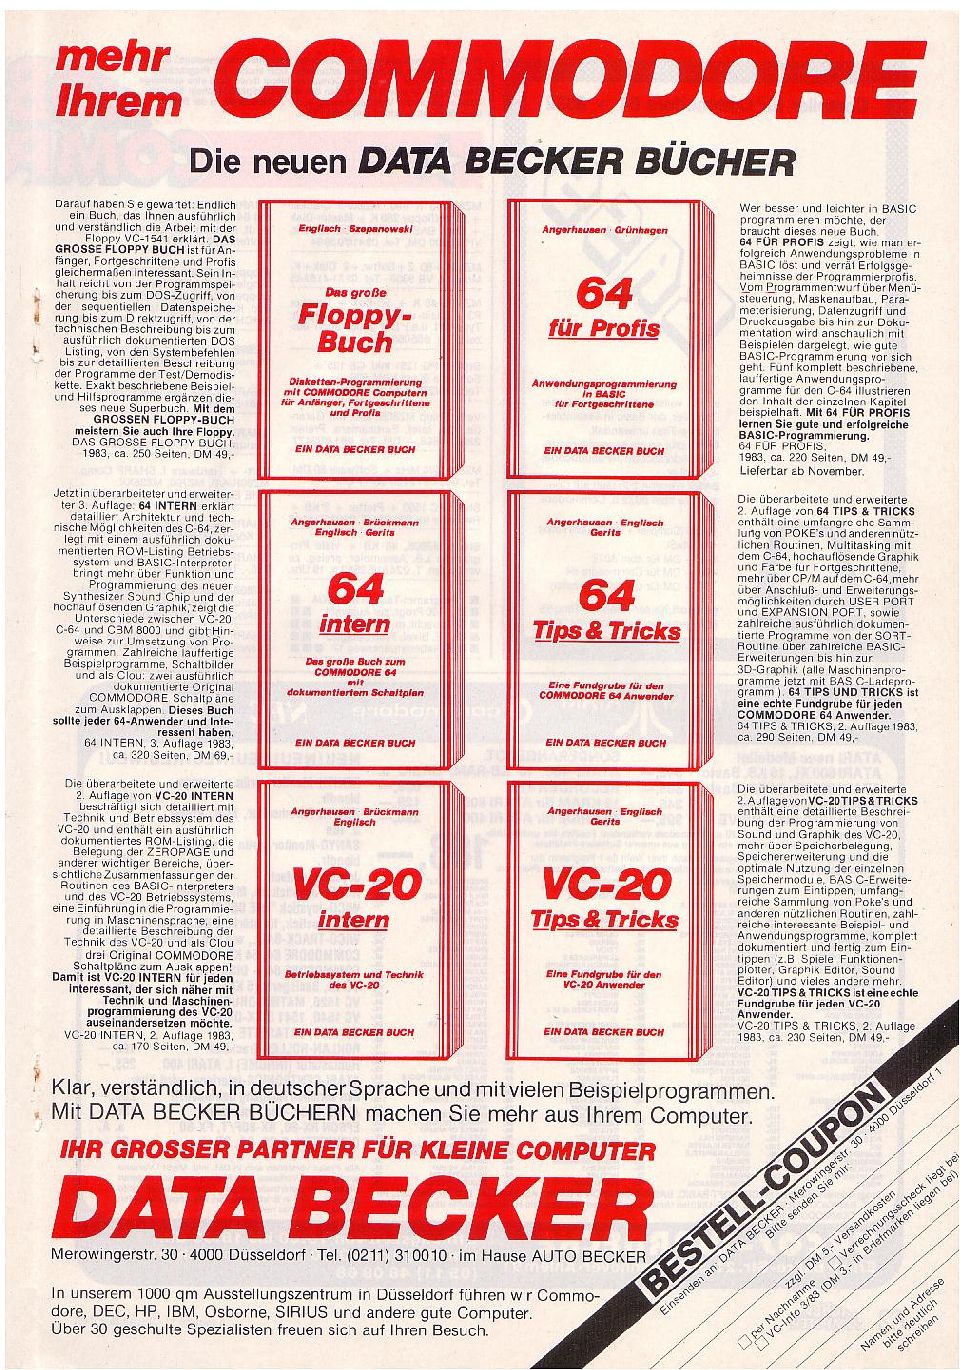 mehr
Ihrem
COMMODORE
Die neuen DATA BECKER BÜCHER
Darauf haben Sie gewartet: Endlich
ein Buch, das Ihnen ausführlich
und verständlich die Arbeit mit der
Floppy VC-1541 erklärt. DAS
GROSSE FLOPPY BUCH ist für An-
fänger, Fortgeschrittene und Profis
gleichermaßen interessant. Sein In-
halt reicht von der Programmspei-
cherung bis zum DOS-Zugriff, von
der sequentiellen Datenspeiche-
rung bis zum Direktzugriff, von der
technischen Beschreibung bis zum
ausführlich dokumentierten DOS
Listing, von den Systembefehlen
bis zur detaillierten Beschreibung
der Programme der Test/Demodis-
kette. Exakt beschriebene Beispiel-
und Hilfsprogramme ergänzen die-
ses neue Superbuch. Mit dem
GROSSEN FLOPPY-BUCH
meistern Sie auch Ihre Floppy.
DAS GROSSE FLOPPY BUCH,
1983, ca. 250 Seiten, DM 49,-
Englisch · Szepanowski
Das große
Floppy-
Buch
Disketten-Programmierung
mit COMMODORE Computern
für Anfänger, Fortgeschrittene
und Profis
EIN DATA BECKER BUCH
Angerhausen · Grünhagen
64
für Profis
Anwendungsprogrammierung
in BASIC
für Fortgeschrittene
EIN DATA BECKER BUCH
Wer besser und leichter in BASIC
programmieren möchte, der
braucht dieses neue Buch.
64 FÜR PROFIS zeigt, wie man er-
folgreich Anwendungsprobleme in
BASIC löst und verrät Erfolgsge-
heimnisse der Programmierprofis.
Vom Programmentwurf über Menü-
steuerung, Maskenaufbau, Para-
meterisierung, Datenzugriff und
Druckausgabe bis hin zur Doku-
mentation wird anschaulich mit
Beispielen dargelegt, wie gute
BASIC-Programmierung vor sich
geht. Fünf komplett beschriebene,
lauffertige Anwendungspro-
gramme für den C-64 illustrieren
den Inhalt der einzelnen Kapitel
beispielhaft. Mit 64 FÜR PROFIS
lernen Sie gute und erfolgreiche
BASIC-Programmierung.
64 FÜR PROFIS,
1983, ca. 220 Seiten, DM 49,-
Lieferbar ab November.
Jetzt in überarbeiteter und erweiter-
ter 3. Auflage: 64 INTERN erklärt
detailliert Architektur und tech-
nische Möglichkeiten des C-64, zer-
legt mit einem ausführlich doku-
mentierten ROM-Listing Betriebs-
system und BASIC-Interpreter
bringt mehr über Funktion und
Programmierung des neuen
Synthesizer Sound Chip und der
hochauflösenden Graphik, zeigt die
Unterschiede zwischen VC-20
C-64 und CBM 8000 und gibt Hin-
weise zur Umsetzung von Pro-
grammen. Zahlreiche lauffertige
Beispielprogramme, Schaltbilder
und als Clou: zwei ausführlich
dokumentierte Original
COMMODORE Schaltpläne
zum Ausklappen. Dieses Buch
sollte jeder 64-Anwender und Inte-
ressent haben.
64 INTERN, 3. Auflage 1983,
ca. 320 Seiten, DM 69,-
Angerhausen · Brückmann
Englisch · Gerits
64
intern
Das große Buch zum
COMMODORE 64
mit
dokumentiertem Schaltplan
EIN DATA BECKER BUCH
Angerhausen · Englisch
Gerits
64
Tips & Tricks
Eine Fundgrube für den
COMMODORE 64 Anwender
EIN DATA BECKER BUCH
Die überarbeitete und erweiterte
2. Auflage von 64 TIPS & TRICKS
enthält eine umfangreiche Samm-
lung von POKE's und anderen nütz-
lichen Routinen, Multitasking mit
dem C-64, hochauflösende Graphik
und Farbe für Fortgeschrittene,
mehr über CP/M auf dem C-64, mehr
über Anschluß- und Erweiterungs-
möglichkeiten durch USER PORT
und EXPANSION PORT, sowie
zahlreiche ausführlich dokumen-
tierte Programme von der SORT-
Routine über zahlreiche BASIC-
Erweiterungen bis hin zur
3D-Graphik (alle Maschinenpro-
gramme jetzt mit BASIC-Ladepro-
gramm). 64 TIPS UND TRICKS ist
eine echte Fundgrube für jeden
COMMODORE 64 Anwender.
64 TIPS & TRICKS, 2. Auflage 1983,
ca. 290 Seiten, DM 49,-
Die überarbeitete und erweiterte
2. Auflage von VC-20 INTERN
beschäftigt sich detailliert mit
Technik und Betriebssystem des
VC-20 und enthält ein ausführlich
dokumentiertes ROM-Listing, die
Belegung der ZEROPAGE und
anderer wichtiger Bereiche, über-
sichtliche Zusammenfassungen der
Routinen des BASIC-Interpreters
und des VC-20 Betriebssystems,
eine Einführung in die Programmie-
rung in Maschinensprache, eine
detaillierte Beschreibung der
Technik des VC-20 und als Clou
drei Original COMMODORE
Schaltpläne zum Ausklappen!
Damit ist VC-20 INTERN für jeden
interessant, der sich näher mit
Technik und Maschinen-
programmierung des VC-20
auseinandersetzen möchte.
VC-20 INTERN, 2. Auflage 1983,
ca. 170 Seiten, DM 49,-
Angerhausen · Brückmann
Englisch
VC-20
intern
Betriebssystem und Technik
des VC-20
EIN DATA BECKER BUCH
Angerhausen · Englisch
Gerits
VC-20
Tips & Tricks
Eine Fundgrube für den
VC-20 Anwender
EIN DATA BECKER BUCH
Die überarbeitete und erweiterte
2. Auflage von VC-20 TIPS & TRICKS
enthält eine detaillierte Beschrei-
bung der Programmierung von
Sound und Graphik des VC-20,
mehr über Speicherbelegung,
Speichererweiterung und die
optimale Nutzung der einzelnen
Speichermodule, BASIC-Erweite-
rungen zum Eintippen, umfang-
reiche Sammlung von Poke's und
anderen nützlichen Routinen, zahl-
reiche interessante Beispiel- und
Anwendungsprogramme, komplett
dokumentiert und fertig zum Ein-
tippen z.B Spiele Funktionen-
plotter, Graphik Editor, Sound
Editor) und vieles andere mehr.
VC-20 TIPS & TRICKS ist eine echte
Fundgrube für jeden VC-20
Anwender.
VC-20 TIPS & TRICKS, 2. Auflage
1983, ca. 230 Seiten, DM 49,-
Klar, verständlich, in deutscher Sprache und mit vielen Beispielprogrammen.
Mit DATA BECKER BÜCHERN machen Sie mehr aus Ihrem Computer.
IHR GROSSER PARTNER FÜR KLEINE COMPUTER
DATA BECKER
Merowingerstr. 30 · 4000 Düsseldorf · Tel. (0211) 310010 · im Hause AUTO BECKER
In unserem 1000 qm Ausstellungszentrum in Düsseldorf führen wir Commo-
dore, DEC, HP, IBM, Osborne, SIRIUS und andere gute Computer.
Über 30 geschulte Spezialisten freuen sich auf Ihren Besuch.
BESTELL-COUPON
Einsenden an: DATA BECKER · Merowingerstr. 30 · 4000 Düsseldorf 1
Bitte senden Sie mir:
zzgl. DM 5,- Versandkosten
per Nachnahme Verrechnungsscheck liegt bei
VC-Info 3/83 (DM 3,- in Briefmarken liegen bei)
Name und Adresse
bitte deutlich
schreiben